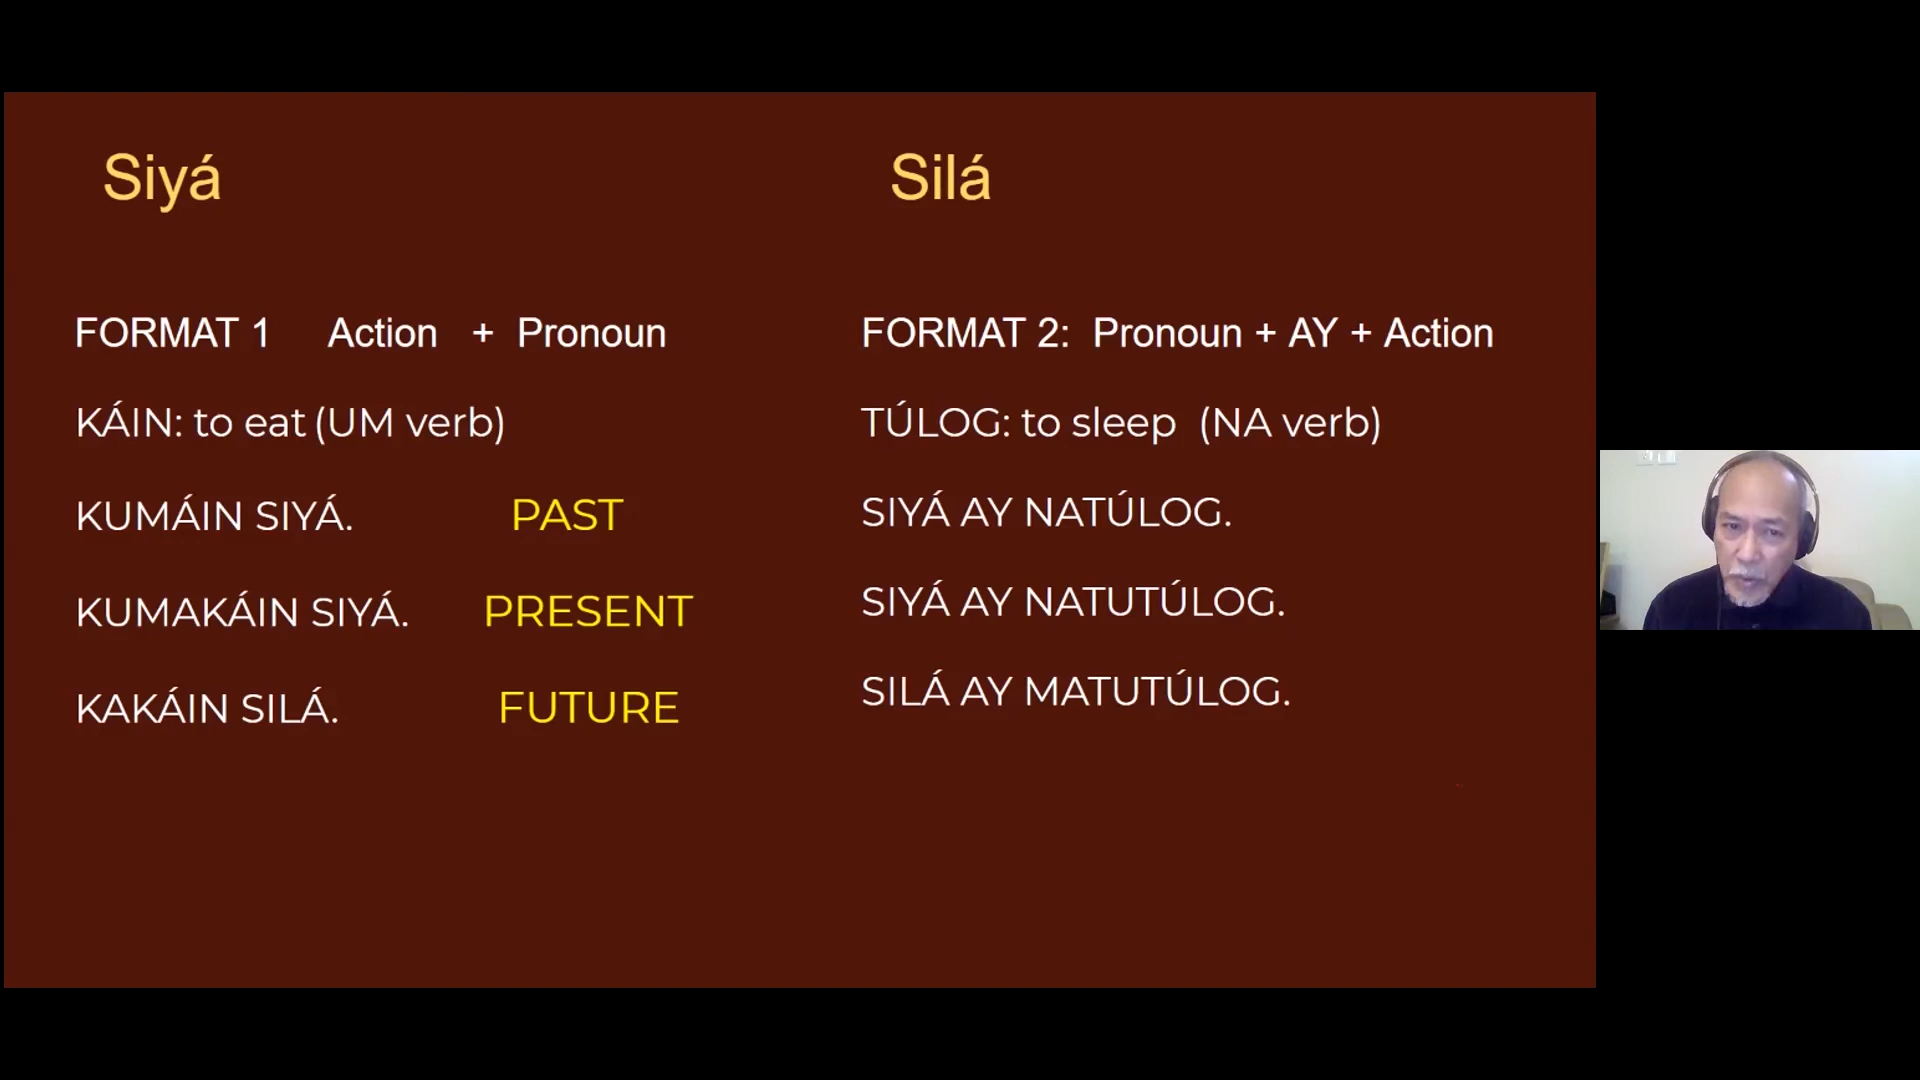 Siyá
FORMAT 1 Action + Pronoun
KÁIN: to eat (UM verb)
KUMÁIN SIYÁ. PAST
KUMAKÁIN SIYÁ. PRESENT
KAKÁIN SILÁ. FUTURE
Silá
FORMAT 2: Pronoun + AY + Action
TÚLOG: to sleep (NA verb)
SIYÁ AY NATÚLOG.
SIYÁ AY NATUTÚLOG.
SILÁ AY MATUTÚLOG.